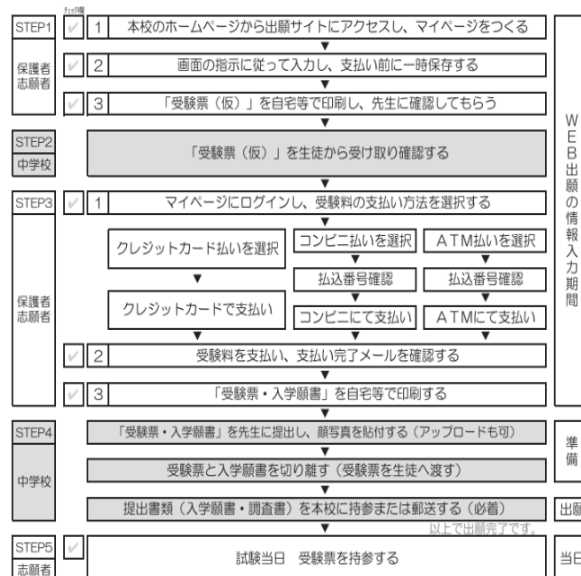 チェック欄
STEP1
保護者
志願者
1 本校のホームページから出願サイトにアクセスし、マイページをつくる
2 画面の指示に従って入力し、支払い前に一時保存する
3 「受験票（仮）」を自宅等で印刷し、先生に確認してもらう
STEP2
中学校
「受験票（仮）」を生徒から受け取り確認する
STEP3
保護者
志願者
1 マイページにログインし、受験料の支払い方法を選択する
クレジットカード払いを選択
コンビニ払いを選択
ＡＴＭ払いを選択
払込番号確認
払込番号確認
クレジットカードで支払い
コンビニにて支払い
ＡＴＭにて支払い
2 受験料を支払い、支払い完了メールを確認する
3 「受験票・入学願書」を自宅等で印刷する
WEB出願の情報入力期間
STEP4
中学校
「受験票・入学願書」を先生に提出し、顔写真を貼付する（アップロードも可）
受験票と入学願書を切り離す（受験票を生徒へ渡す）
準備
提出書類（入学願書・調査書）を本校に持参または郵送する（必着）
出願
以上で出願完了です。
STEP5
志願者
試験当日　受験票を持参する
当日